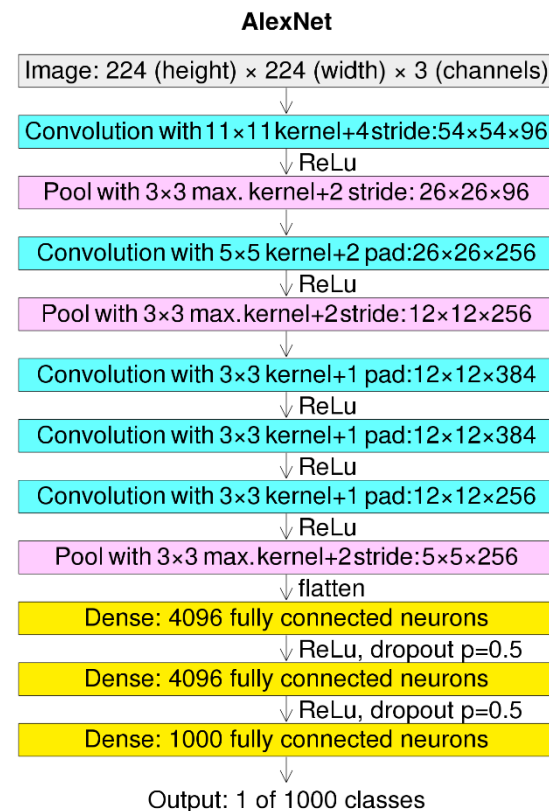 AlexNet
Image: 224 (height) × 224 (width) × 3 (channels)
Convolution with 11×11 kernel+4 stride:54×54×96
ReLu
Pool with 3×3 max. kernel+2 stride: 26×26×96
Convolution with 5×5 kernel+2 pad:26×26×256
ReLu
Pool with 3×3 max.kernel+2stride:12×12×256
Convolution with 3×3 kernel+1 pad:12×12×384
ReLu
Convolution with 3×3 kernel+1 pad:12×12×384
ReLu
Convolution with 3×3 kernel+1 pad:12×12×256
ReLu
Pool with 3×3 max.kernel+2stride:5×5×256
flatten
Dense: 4096 fully connected neurons
ReLu, dropout p=0.5
Dense: 4096 fully connected neurons
ReLu, dropout p=0.5
Dense: 1000 fully connected neurons
Output: 1 of 1000 classes